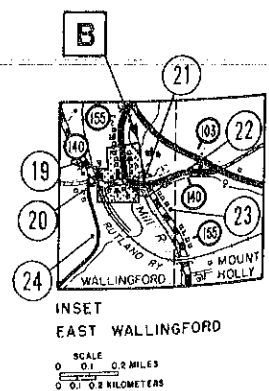 B
21
155
103
22
19
140
140
20
23
MILL R.
RUTLAND RY
155
24
WALLINGFORD
MOUNT
HOLLY
INSET
EAST WALLINGFORD
SCALE
0 0.1 0.2 MILES
0 0.1 0.2 KILOMETERS